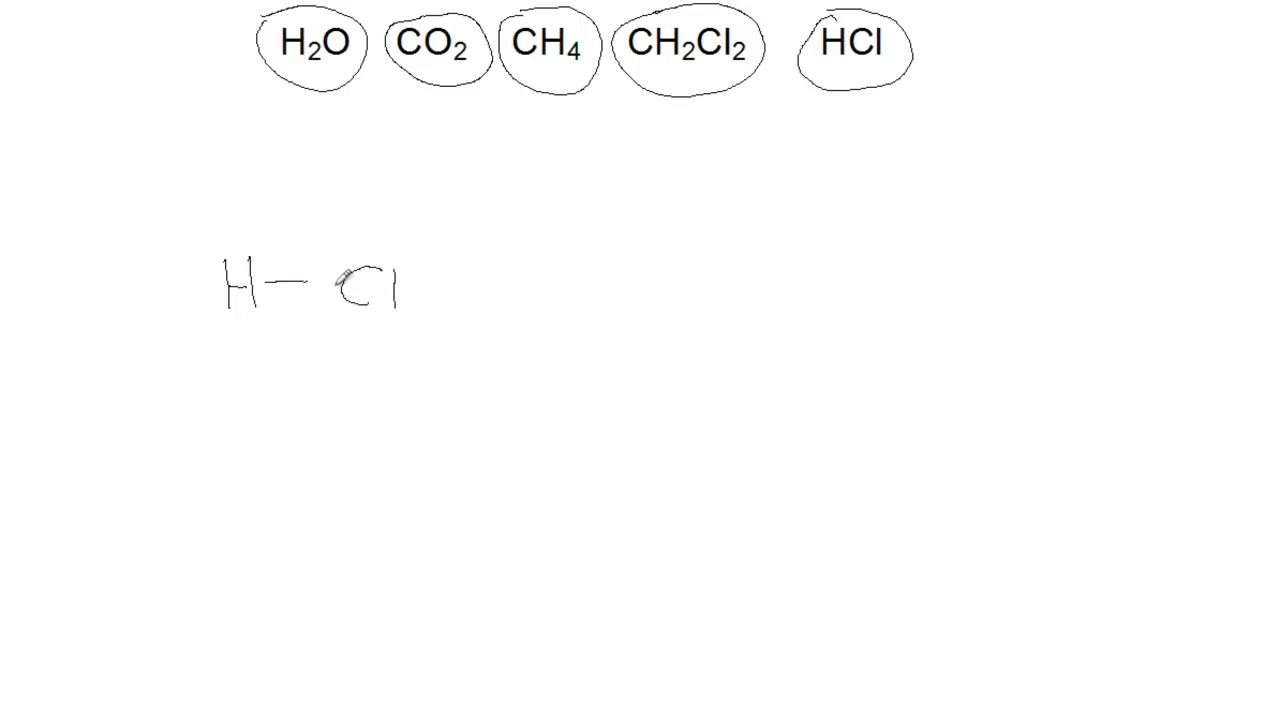 H₂O CO₂ CH₄ CH₂Cl₂ HCl
H — Cl